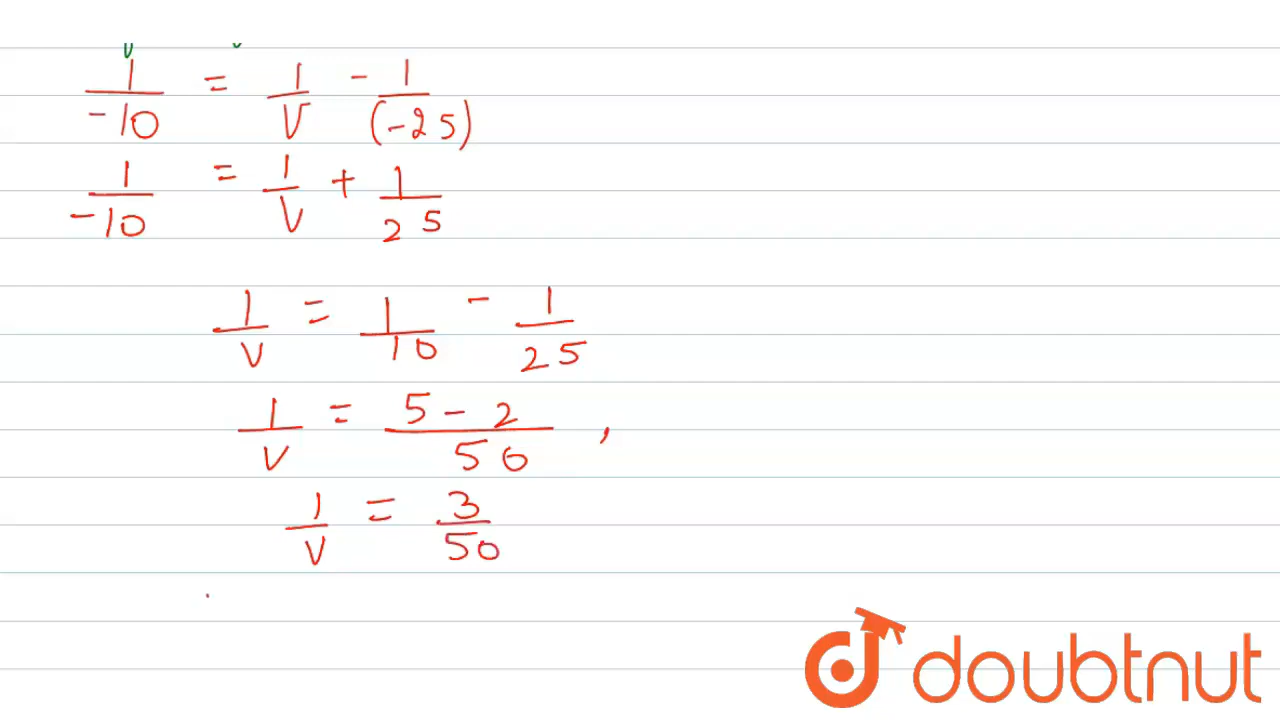 1/-10 = 1/V - 1/(-25)
1/-10 = 1/V + 1/25
1/V = 1/10 - 1/25
1/V = 5-2/50 ,
1/V = 3/50
doubtnut